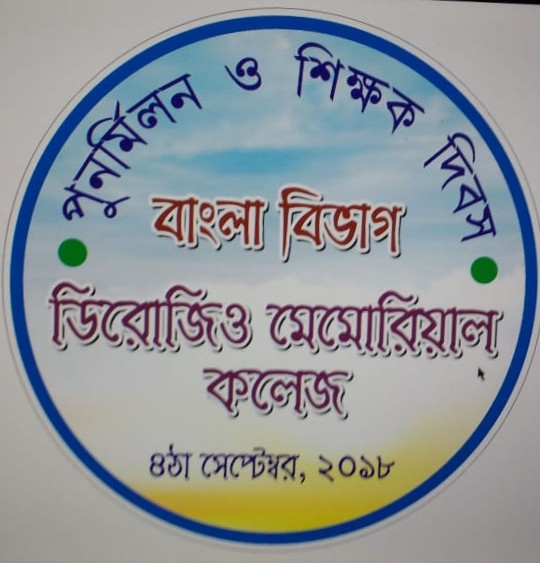 পুনর্মিলন ও শিক্ষক দিবস
বাংলা বিভাগ
ডিরোজিও মেমোরিয়াল
কলেজ
৪ঠা সেপ্টেম্বর, ২০১৮